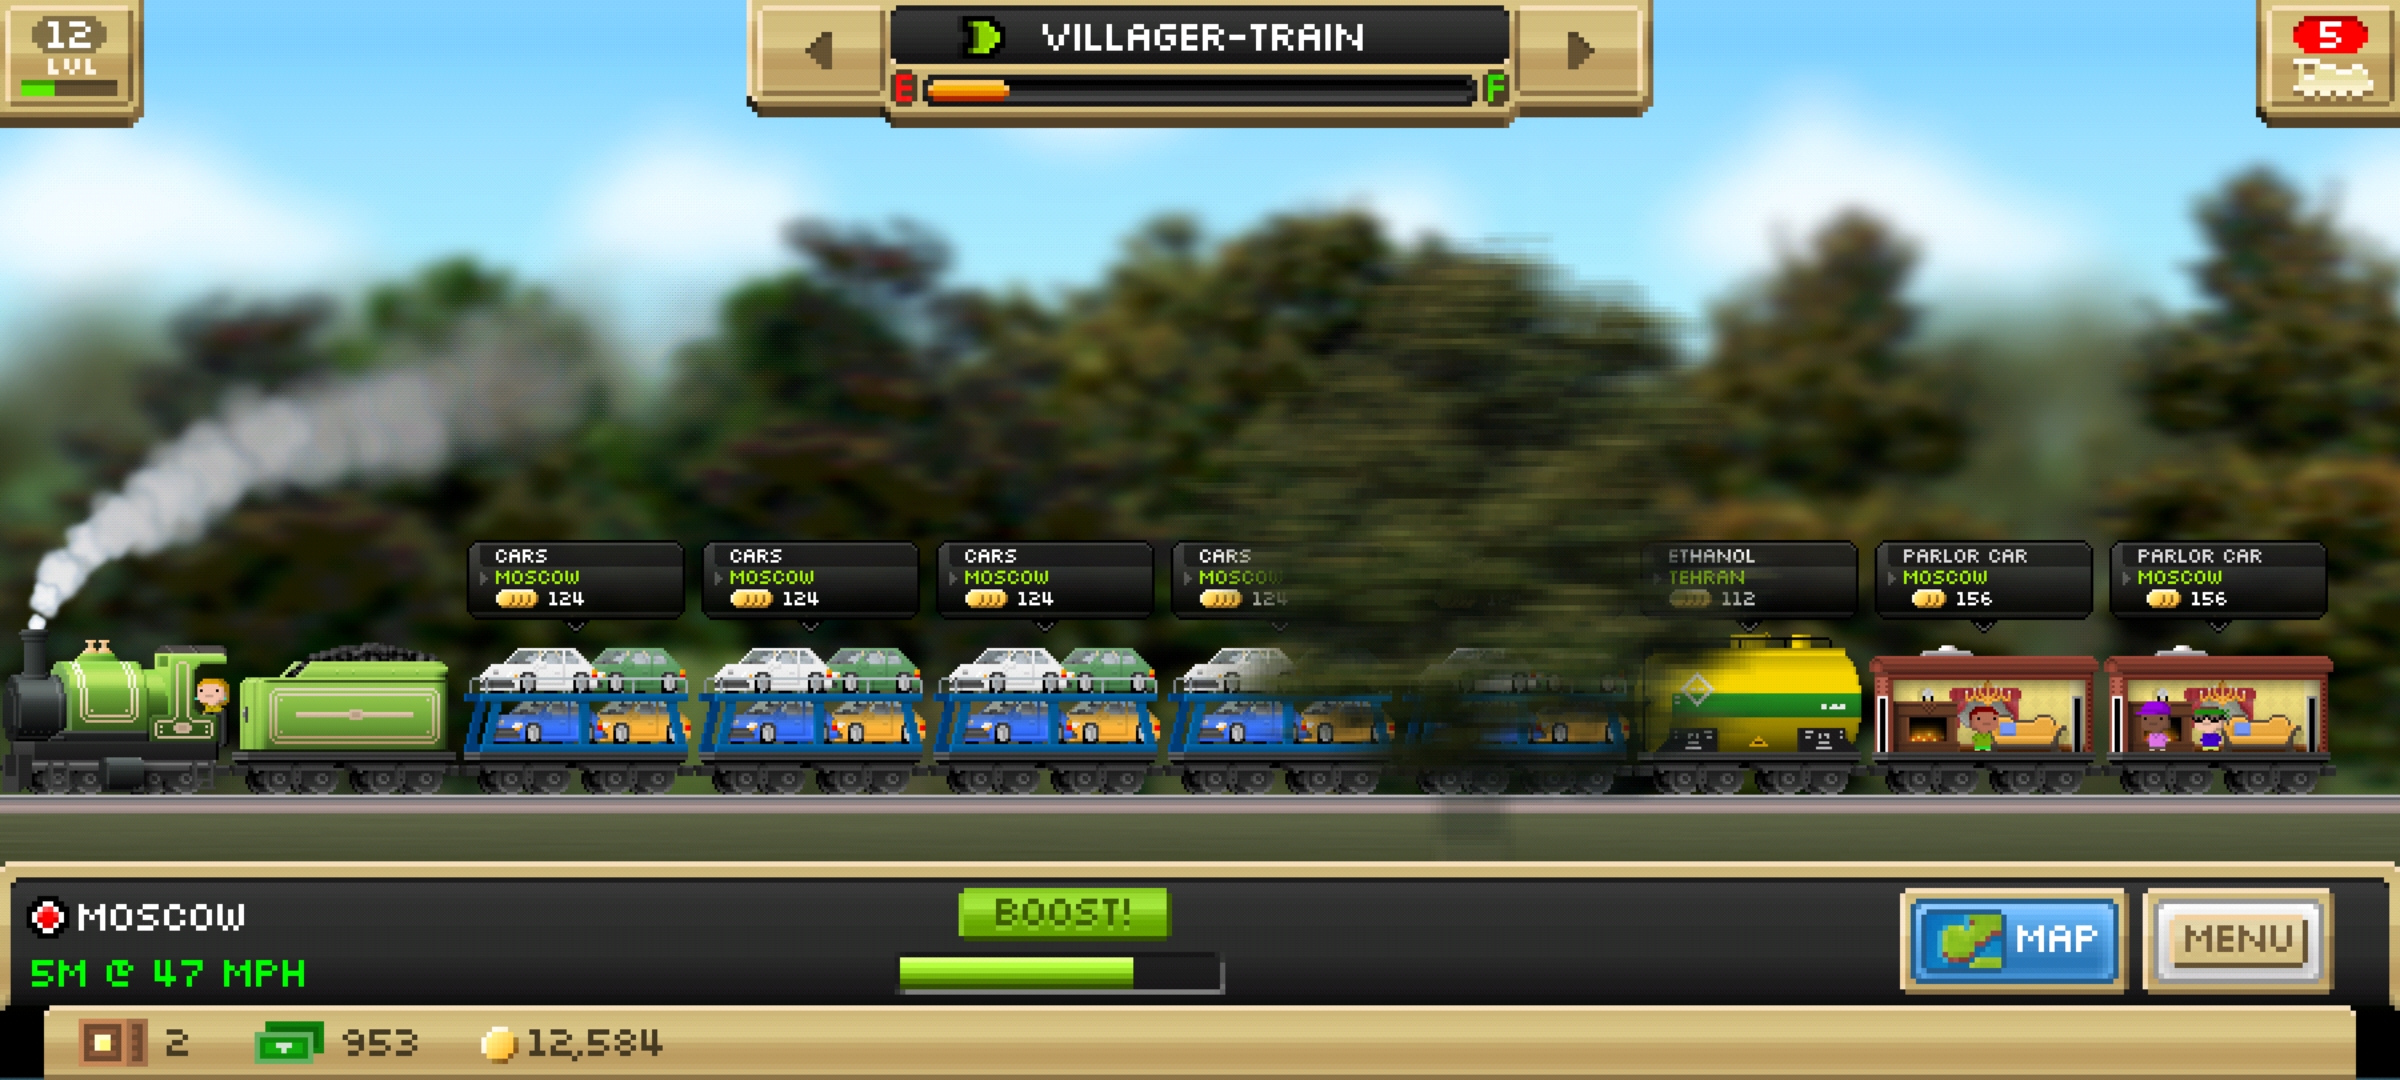 12
LVL
VILLAGER-TRAIN
E F
5
CARS
MOSCOW
124
CARS
MOSCOW
124
CARS
MOSCOW
124
CARS
MOSCOW
124
ETHANOL
TEHRAN
112
PARLOR CAR
MOSCOW
156
PARLOR CAR
MOSCOW
156
MOSCOW
5M @ 47 MPH
BOOST!
MAP
MENU
2
953
12,584